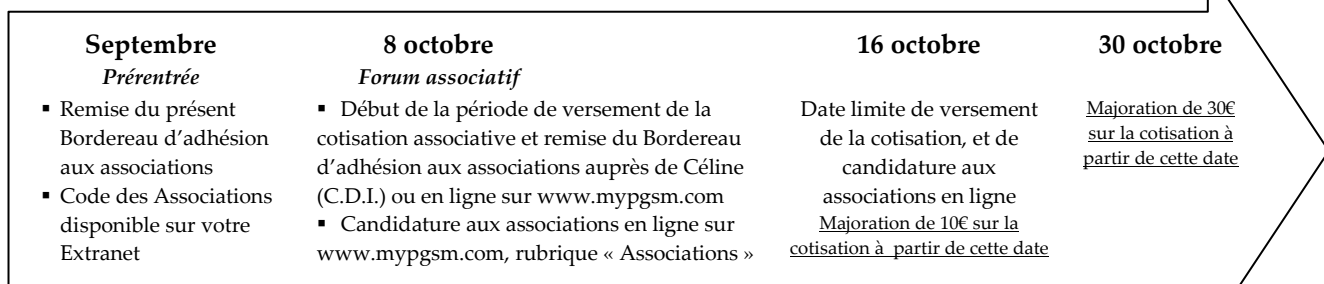 Septembre
Prérentrée
▪ Remise du présent
Bordereau d'adhésion
aux associations
▪ Code des Associations
disponible sur votre
Extranet
8 octobre
Forum associatif
▪ Début de la période de versement de la
cotisation associative et remise du Bordereau
d'adhésion aux associations auprès de Céline
(C.D.I.) ou en ligne sur www.mypgsm.com
▪ Candidature aux associations en ligne sur
www.mypgsm.com, rubrique « Associations »
16 octobre
Date limite de versement
de la cotisation, et de
candidature aux
associations en ligne
Majoration de 10€ sur la
cotisation à partir de cette date
30 octobre
Majoration de 30€
sur la cotisation à
partir de cette date